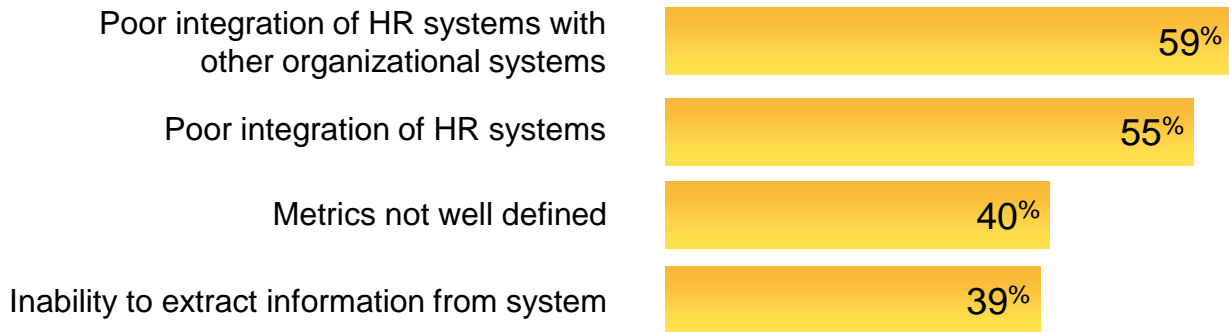 Poor integration of HR systems with
other organizational systems
59%
Poor integration of HR systems
55%
Metrics not well defined
40%
Inability to extract information from system
39%